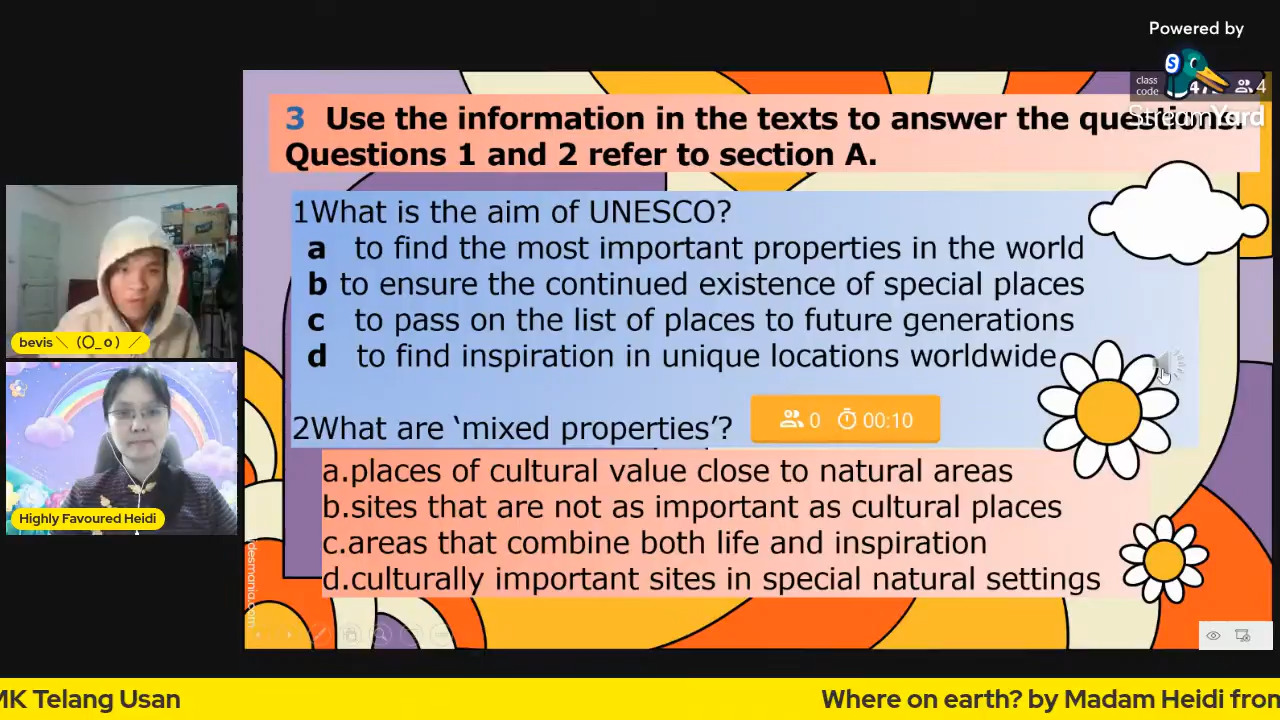 Powered by
class
code
4
StreamYard
3 Use the information in the texts to answer the questions.
Questions 1 and 2 refer to section A.
1What is the aim of UNESCO?
a to find the most important properties in the world
b to ensure the continued existence of special places
c to pass on the list of places to future generations
d to find inspiration in unique locations worldwide
2What are ‘mixed properties’?
0 00:10
a.places of cultural value close to natural areas
b.sites that are not as important as cultural places
c.areas that combine both life and inspiration
d.culturally important sites in special natural settings
bevis＼（〇_ｏ）／
Highly Favoured Heidi
desmania.com
MK Telang Usan
Where on earth? by Madam Heidi from